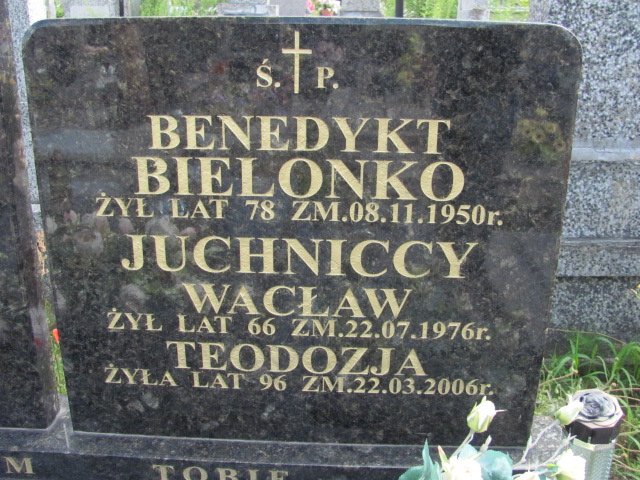 Ś. P.
BENEDYKT
BIELONKO
ŻYŁ LAT 78 ZM.08.11.1950r.
JUCHNICCY
WACŁAW
ŻYŁ LAT 66 ZM.22.07.1976r.
TEODOZJA
ŻYŁA LAT 96 ZM.22.03.2006r.
M TOBIE